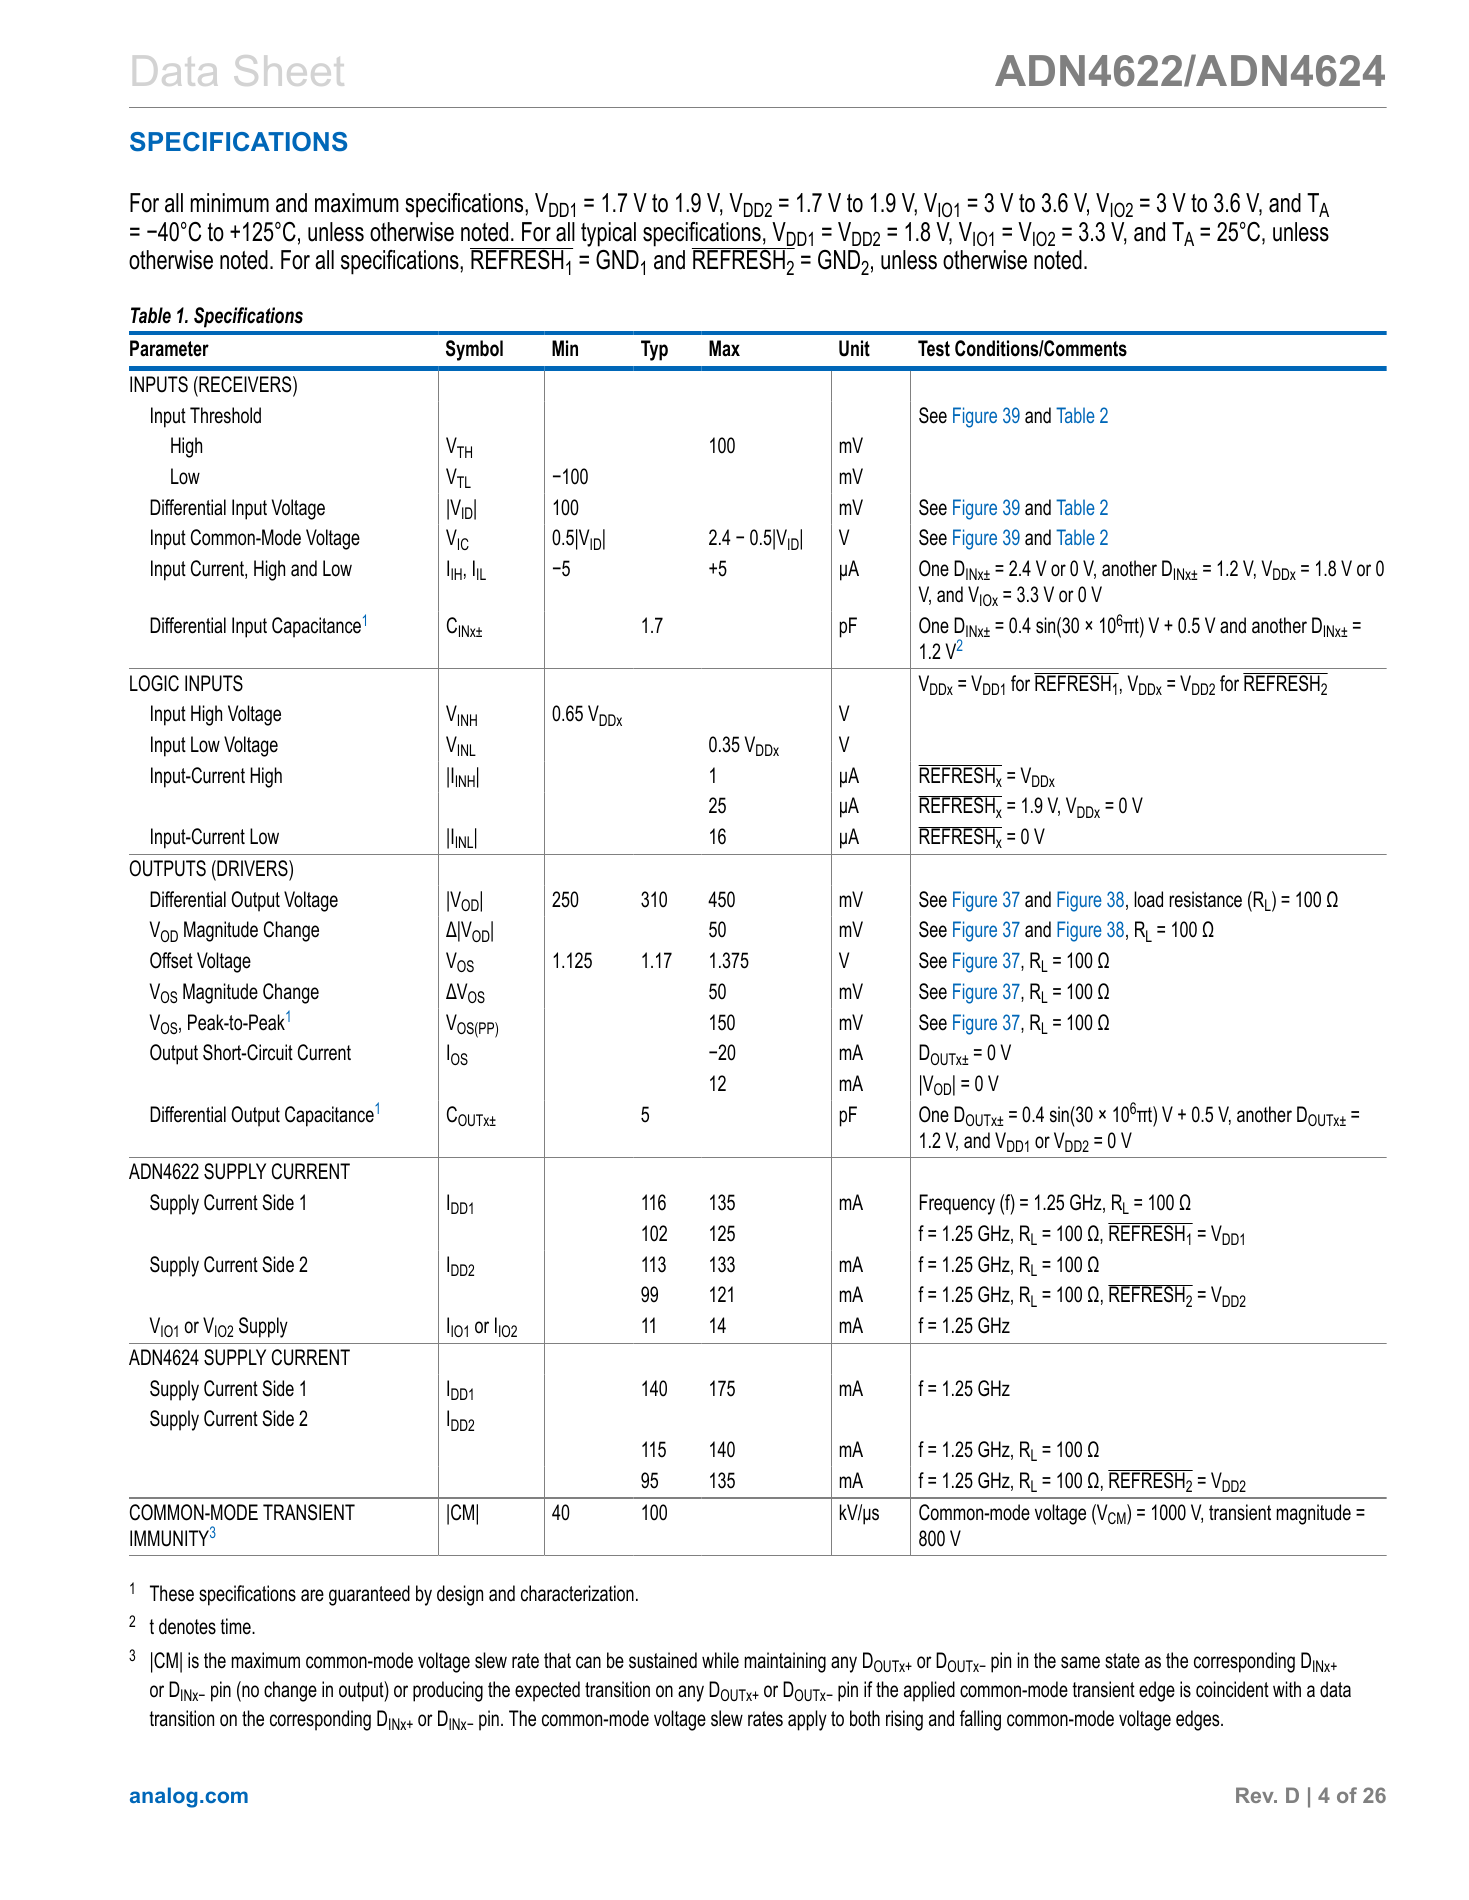 Data Sheet ADN4622/ADN4624
SPECIFICATIONS
For all minimum and maximum specifications, VDD1 = 1.7 V to 1.9 V, VDD2 = 1.7 V to 1.9 V, VIO1 = 3 V to 3.6 V, VIO2 = 3 V to 3.6 V, and TA
= −40°C to +125°C, unless otherwise noted. For all typical specifications, VDD1 = VDD2 = 1.8 V, VIO1 = VIO2 = 3.3 V, and TA = 25°C, unless
otherwise noted. For all specifications, REFRESH1 = GND1 and REFRESH2 = GND2, unless otherwise noted.
Table 1. Specifications
Parameter Symbol Min Typ Max Unit Test Conditions/Comments
INPUTS (RECEIVERS)
Input Threshold See Figure 39 and Table 2
High VTH 100 mV
Low VTL −100 mV
Differential Input Voltage |VID| 100 mV See Figure 39 and Table 2
Input Common-Mode Voltage VIC 0.5|VID| 2.4 − 0.5|VID| V See Figure 39 and Table 2
Input Current, High and Low IIH, IIL −5 +5 µA One DINx± = 2.4 V or 0 V, another DINx± = 1.2 V, VDDx = 1.8 V or 0
V, and VIOx = 3.3 V or 0 V
Differential Input Capacitance1 CINx± 1.7 pF One DINx± = 0.4 sin(30 × 10⁶πt) V + 0.5 V and another DINx± =
1.2 V2
LOGIC INPUTS VDDx = VDD1 for REFRESH1, VDDx = VDD2 for REFRESH2
Input High Voltage VINH 0.65 VDDx V
Input Low Voltage VINL 0.35 VDDx V
Input-Current High |IINH| 1 µA REFRESHx = VDDx
25 µA REFRESHx = 1.9 V, VDDx = 0 V
Input-Current Low |IINL| 16 µA REFRESHx = 0 V
OUTPUTS (DRIVERS)
Differential Output Voltage |VOD| 250 310 450 mV See Figure 37 and Figure 38, load resistance (RL) = 100 Ω
VOD Magnitude Change Δ|VOD| 50 mV See Figure 37 and Figure 38, RL = 100 Ω
Offset Voltage VOS 1.125 1.17 1.375 V See Figure 37, RL = 100 Ω
VOS Magnitude Change ΔVOS 50 mV See Figure 37, RL = 100 Ω
VOS, Peak-to-Peak1 VOS(PP) 150 mV See Figure 37, RL = 100 Ω
Output Short-Circuit Current IOS −20 mA DOUTx± = 0 V
12 mA |VOD| = 0 V
Differential Output Capacitance1 COUTx± 5 pF One DOUTx± = 0.4 sin(30 × 10⁶πt) V + 0.5 V, another DOUTx± =
1.2 V, and VDD1 or VDD2 = 0 V
ADN4622 SUPPLY CURRENT
Supply Current Side 1 IDD1 116 135 mA Frequency (f) = 1.25 GHz, RL = 100 Ω
102 125 f = 1.25 GHz, RL = 100 Ω, REFRESH1 = VDD1
Supply Current Side 2 IDD2 113 133 mA f = 1.25 GHz, RL = 100 Ω
99 121 mA f = 1.25 GHz, RL = 100 Ω, REFRESH2 = VDD2
VIO1 or VIO2 Supply IIO1 or IIO2 11 14 mA f = 1.25 GHz
ADN4624 SUPPLY CURRENT
Supply Current Side 1 IDD1 140 175 mA f = 1.25 GHz
Supply Current Side 2 IDD2
115 140 mA f = 1.25 GHz, RL = 100 Ω
95 135 mA f = 1.25 GHz, RL = 100 Ω, REFRESH2 = VDD2
COMMON-MODE TRANSIENT |CM| 40 100 kV/µs Common-mode voltage (VCM) = 1000 V, transient magnitude =
IMMUNITY3 800 V
1 These specifications are guaranteed by design and characterization.
2 t denotes time.
3 |CM| is the maximum common-mode voltage slew rate that can be sustained while maintaining any DOUTx+ or DOUTx− pin in the same state as the corresponding DINx+
or DINx− pin (no change in output) or producing the expected transition on any DOUTx+ or DOUTx− pin if the applied common-mode transient edge is coincident with a data
transition on the corresponding DINx+ or DINx− pin. The common-mode voltage slew rates apply to both rising and falling common-mode voltage edges.
analog.com Rev. D | 4 of 26